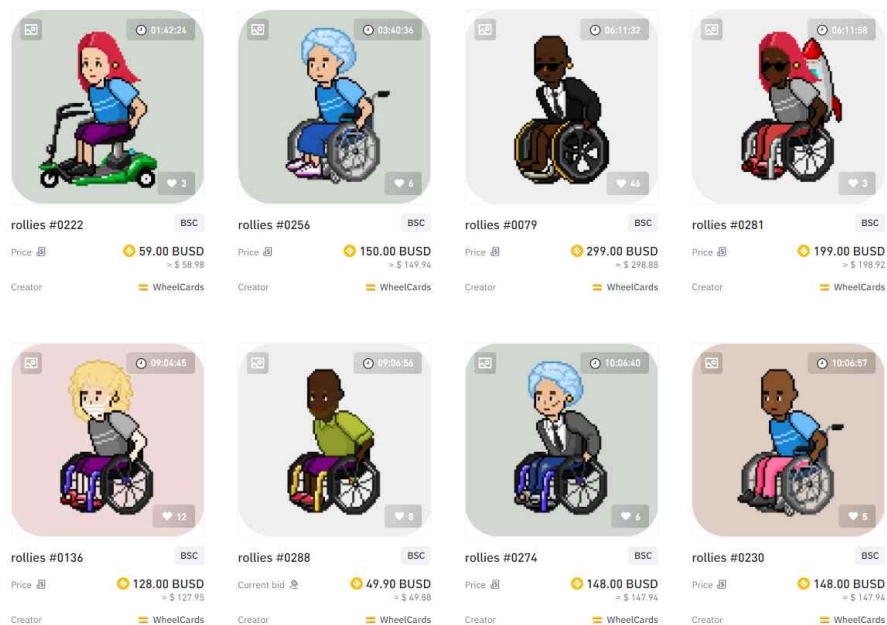 01:42:24
3
rollies #0222 BSC
Price 59.00 BUSD
≈ $ 58.98
Creator WheelCards
03:40:36
6
rollies #0256 BSC
Price 150.00 BUSD
≈ $ 149.94
Creator WheelCards
06:11:32
46
rollies #0079 BSC
Price 299.00 BUSD
≈ $ 298.88
Creator WheelCards
06:11:58
3
rollies #0281 BSC
Price 199.00 BUSD
≈ $ 198.92
Creator WheelCards
09:04:45
12
rollies #0136 BSC
Price 128.00 BUSD
≈ $ 127.95
Creator WheelCards
09:06:56
8
rollies #0288 BSC
Current bid 49.90 BUSD
≈ $ 49.88
Creator WheelCards
10:06:40
6
rollies #0274 BSC
Price 148.00 BUSD
≈ $ 147.94
Creator WheelCards
10:06:57
5
rollies #0230 BSC
Price 148.00 BUSD
≈ $ 147.94
Creator WheelCards